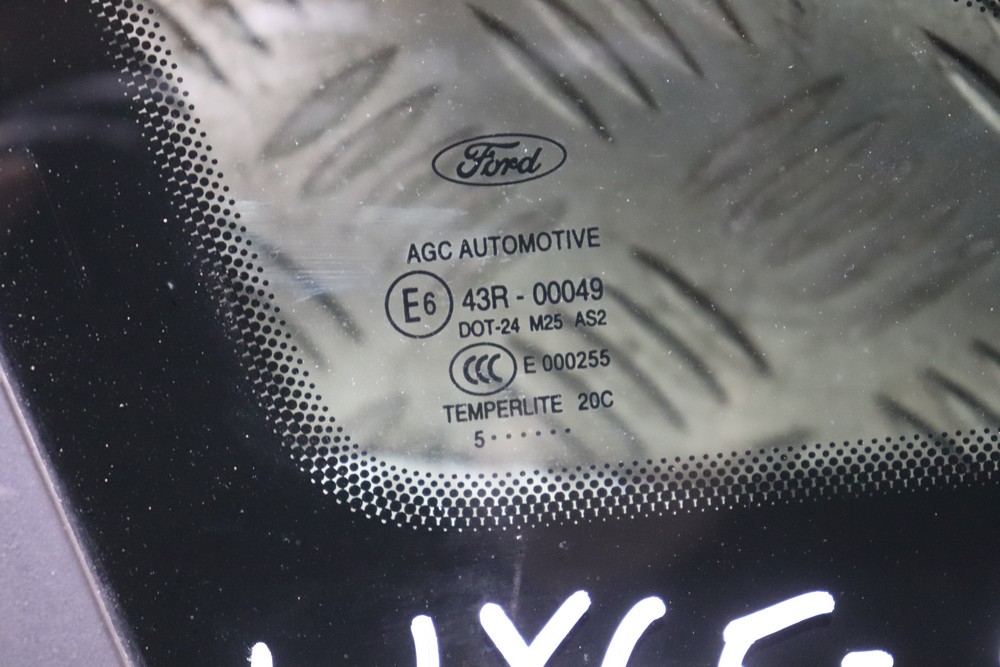 Ford
AGC AUTOMOTIVE
E6 43R - 00049
DOT-24 M25 AS2
CCC E 000255
TEMPERLITE 20C
5······